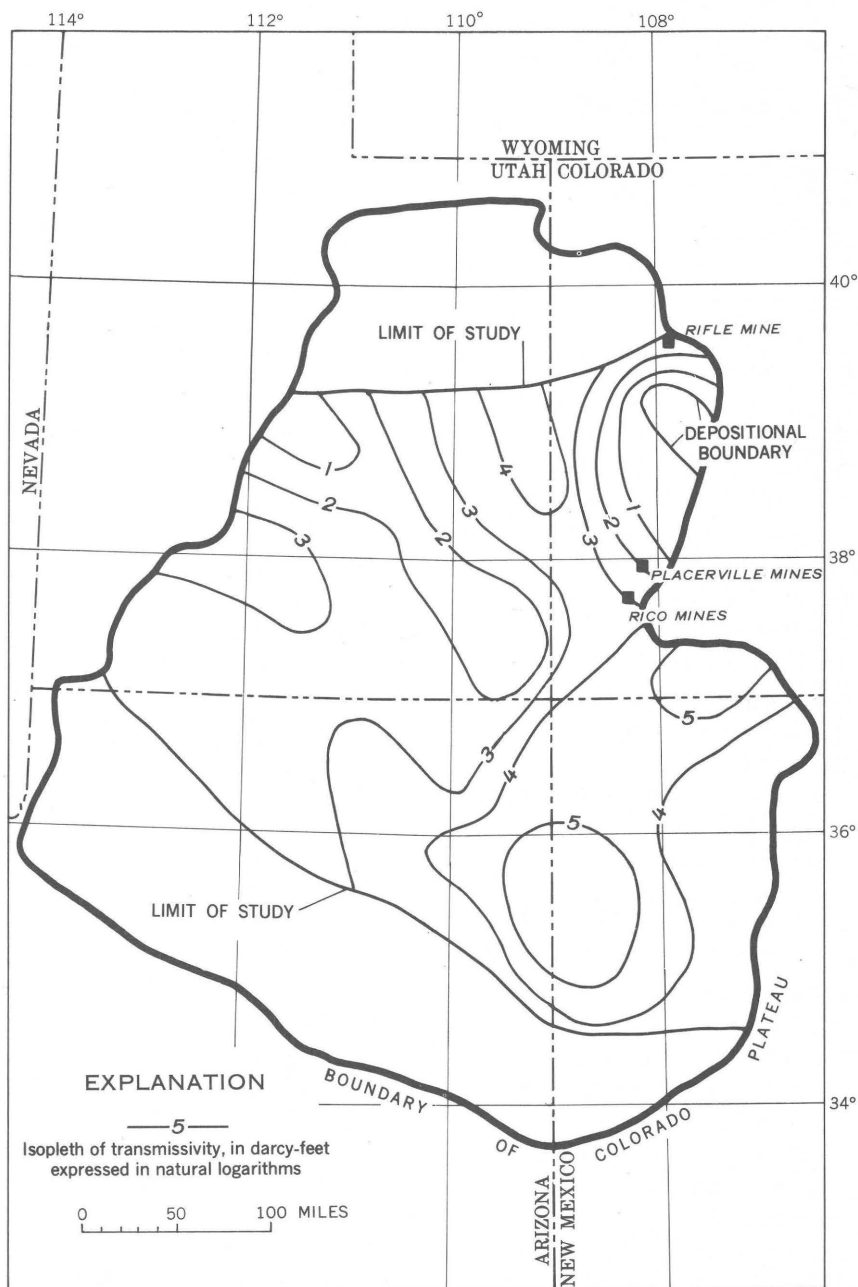 114°
112°
110°
108°
WYOMING
UTAH COLORADO
40°
RIFLE MINE
LIMIT OF STUDY
NEVADA
DEPOSITIONAL
BOUNDARY
1
4
2
3
3
2
3
2
1
38°
PLACERVILLE MINES
RICO MINES
5
3
4
4
5
36°
LIMIT OF STUDY
BOUNDARY OF COLORADO PLATEAU
34°
EXPLANATION
5
Isopleth of transmissivity, in darcy-feet
expressed in natural logarithms
0 50 100 MILES
ARIZONA
NEW MEXICO